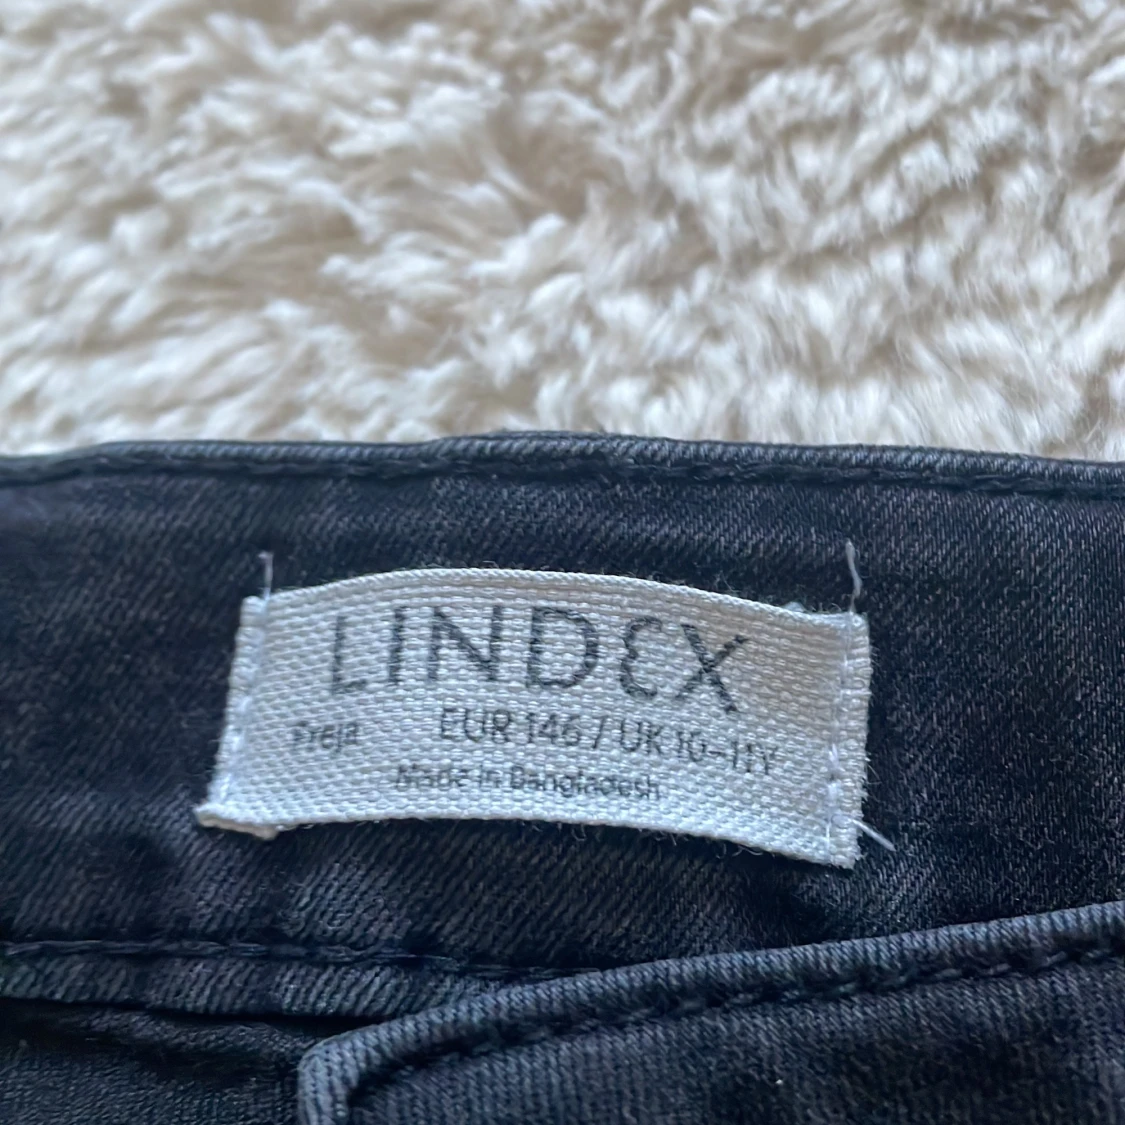 LINDEX
Freja EUR 146 / UK 10-11Y
Made in Bangladesh